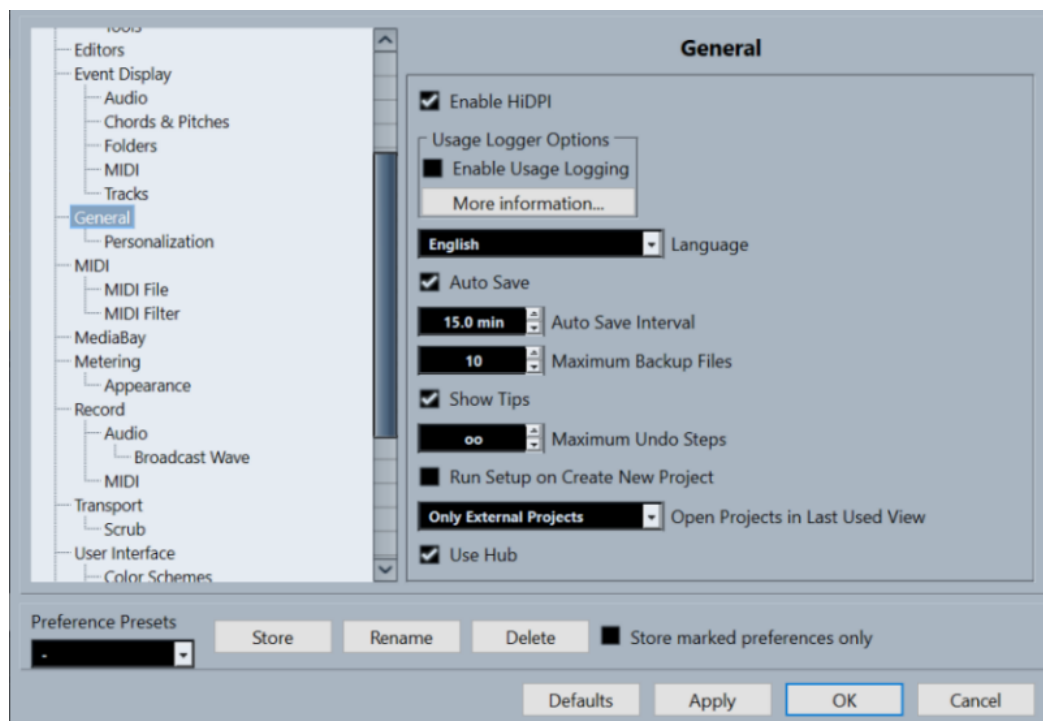 Tools
Editors
Event Display
Audio
Chords & Pitches
Folders
MIDI
Tracks
General
Personalization
MIDI
MIDI File
MIDI Filter
MediaBay
Metering
Appearance
Record
Audio
Broadcast Wave
MIDI
Transport
Scrub
User Interface
Color Schemes
General
Enable HiDPI
Usage Logger Options
Enable Usage Logging
More information...
English Language
Auto Save
15.0 min Auto Save Interval
10 Maximum Backup Files
Show Tips
oo Maximum Undo Steps
Run Setup on Create New Project
Only External Projects Open Projects in Last Used View
Use Hub
Preference Presets
- Store Rename Delete Store marked preferences only
Defaults Apply OK Cancel